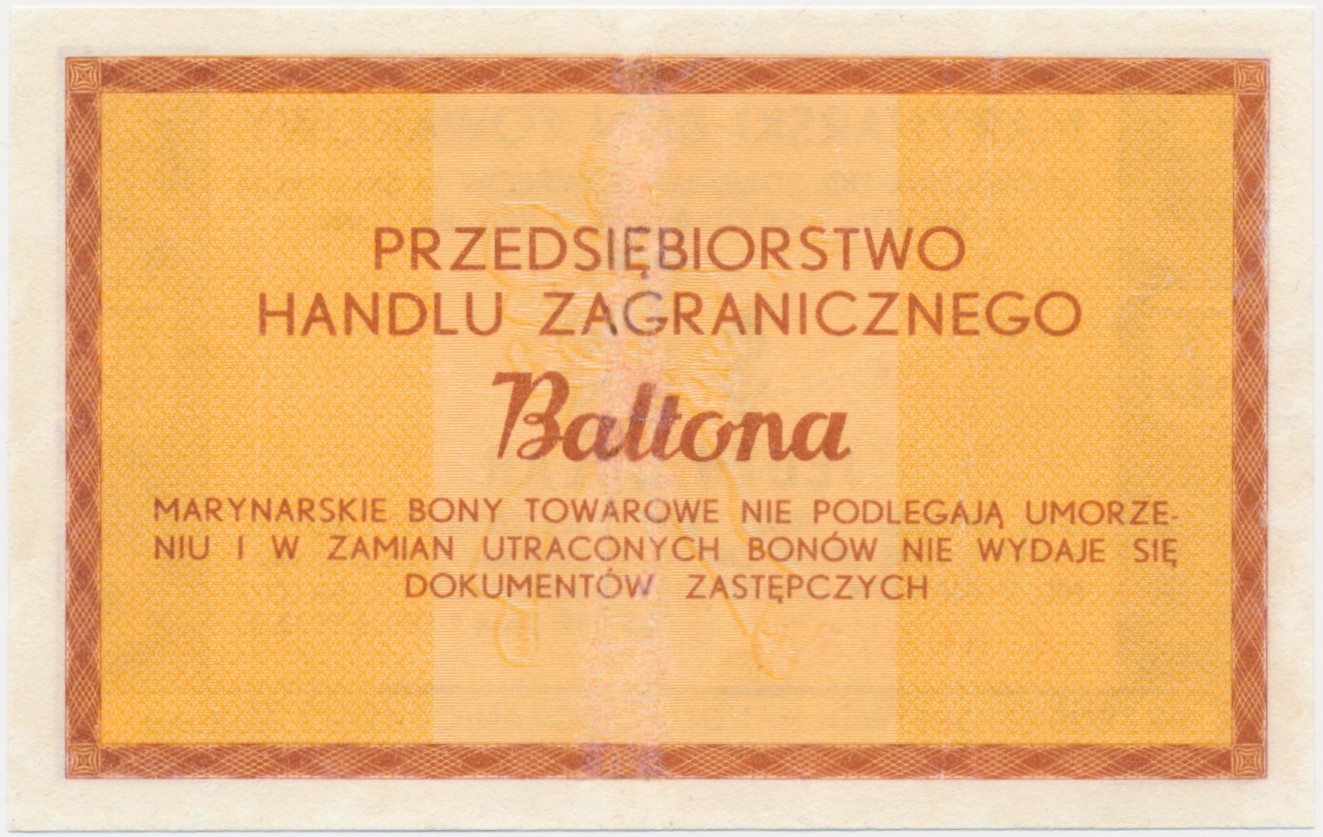 PRZEDSIĘBIORSTWO
HANDLU ZAGRANICZNEGO
Baltona
MARYNARSKIE BONY TOWAROWE NIE PODLEGAJĄ UMORZE-
NIU I W ZAMIAN UTRACONYCH BONÓW NIE WYDAJE SIĘ
DOKUMENTÓW ZASTĘPCZYCH